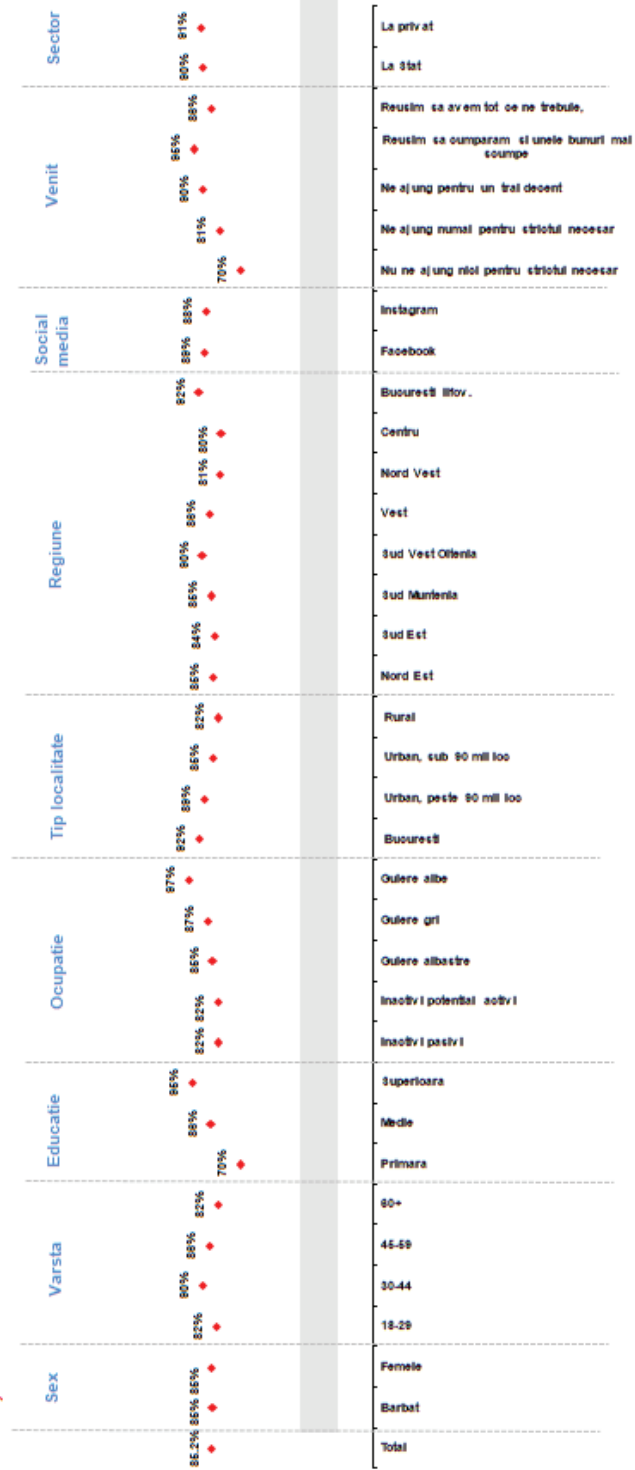 Sector
91%
La privat
90%
La Stat
Venit
86%
Reusim sa avem tot ce ne trebuie,
95%
Reusim sa cumparam si unele bunuri mai
scumpe
90%
Ne ajung pentru un trai decent
81%
Ne ajung numai pentru strictul necesar
70%
Nu ne ajung nici pentru strictul necesar
Social
media
88%
Instagram
89%
Facebook
Regiune
92%
Bucuresti Ilfov.
80%
Centru
81%
Nord Vest
86%
Vest
90%
Sud Vest Oltenia
85%
Sud Muntenia
84%
Sud Est
85%
Nord Est
Tip localitate
82%
Rural
85%
Urban, sub 90 mii loc
89%
Urban, peste 90 mii loc
92%
Bucuresti
Ocupatie
97%
Gulere albe
87%
Gulere gri
85%
Gulere albastre
82%
Inactivi potential activi
82%
Inactivi pasivi
Educatie
95%
Superioara
86%
Medie
70%
Primara
Varsta
82%
60+
86%
45-59
90%
30-44
82%
18-29
Sex
85%
Femeie
85%
Barbat
85.2%
Total